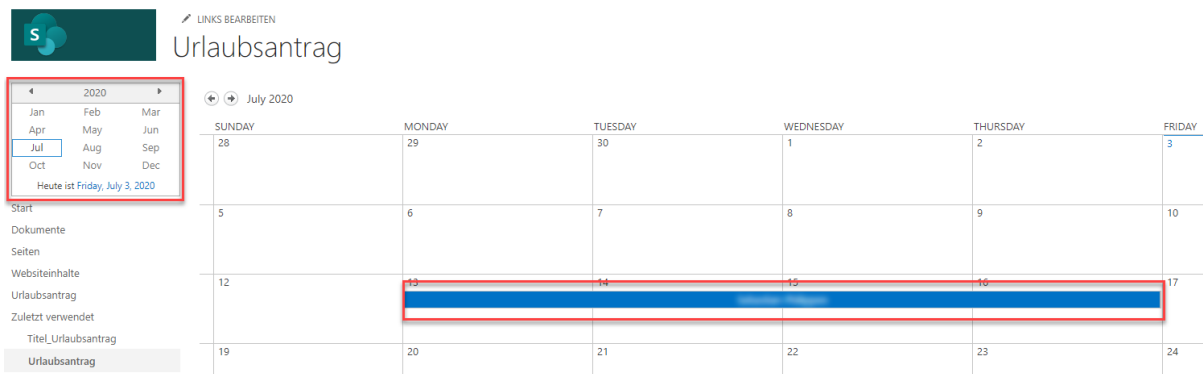 LINKS BEARBEITEN
Urlaubsantrag
2020
Jan Feb Mar
Apr May Jun
Jul Aug Sep
Oct Nov Dec
Heute ist Friday, July 3, 2020
Start
Dokumente
Seiten
Websiteinhalte
Urlaubsantrag
Zuletzt verwendet
Titel_Urlaubsantrag
Urlaubsantrag
July 2020
SUNDAY MONDAY TUESDAY WEDNESDAY THURSDAY FRIDAY
28 29 30 1 2 3
5 6 7 8 9 10
12 13 14 15 16 17
19 20 21 22 23 24